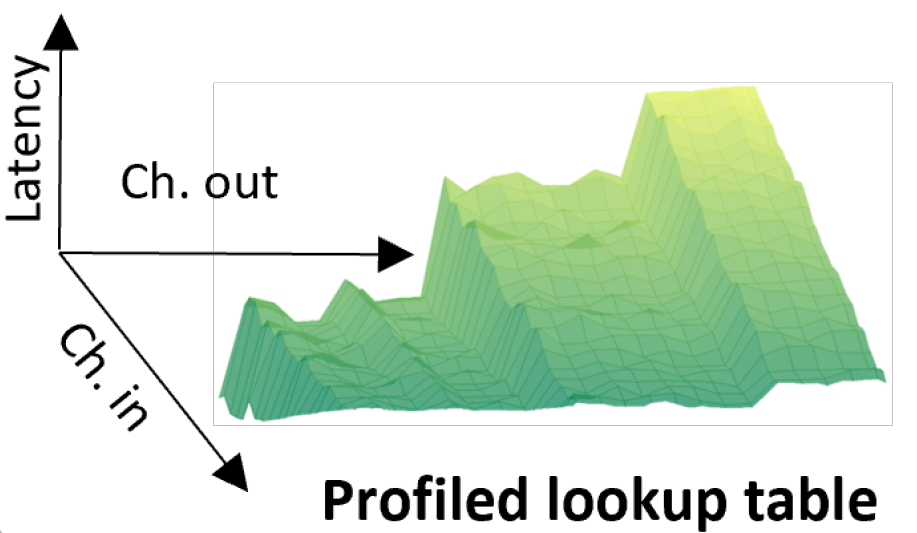 Latency
Ch. out
Ch. in
Profiled lookup table